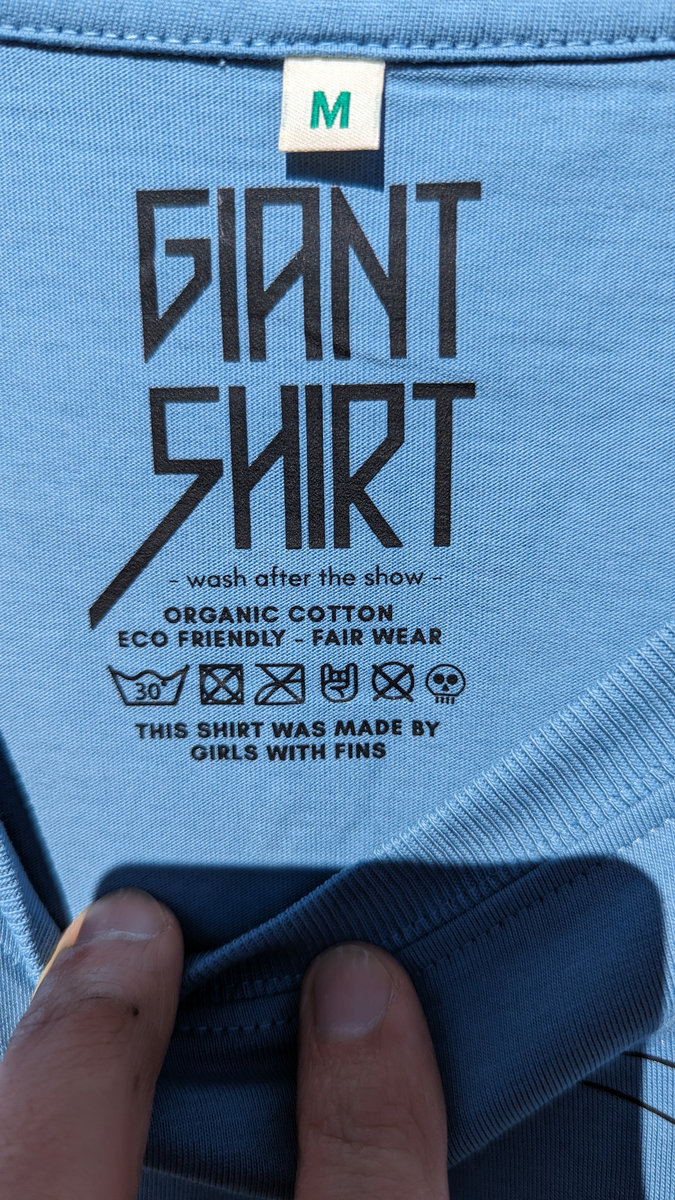 M
GIANT
SHIRT
- wash after the show -
ORGANIC COTTON
ECO FRIENDLY - FAIR WEAR
30
THIS SHIRT WAS MADE BY
GIRLS WITH FINS